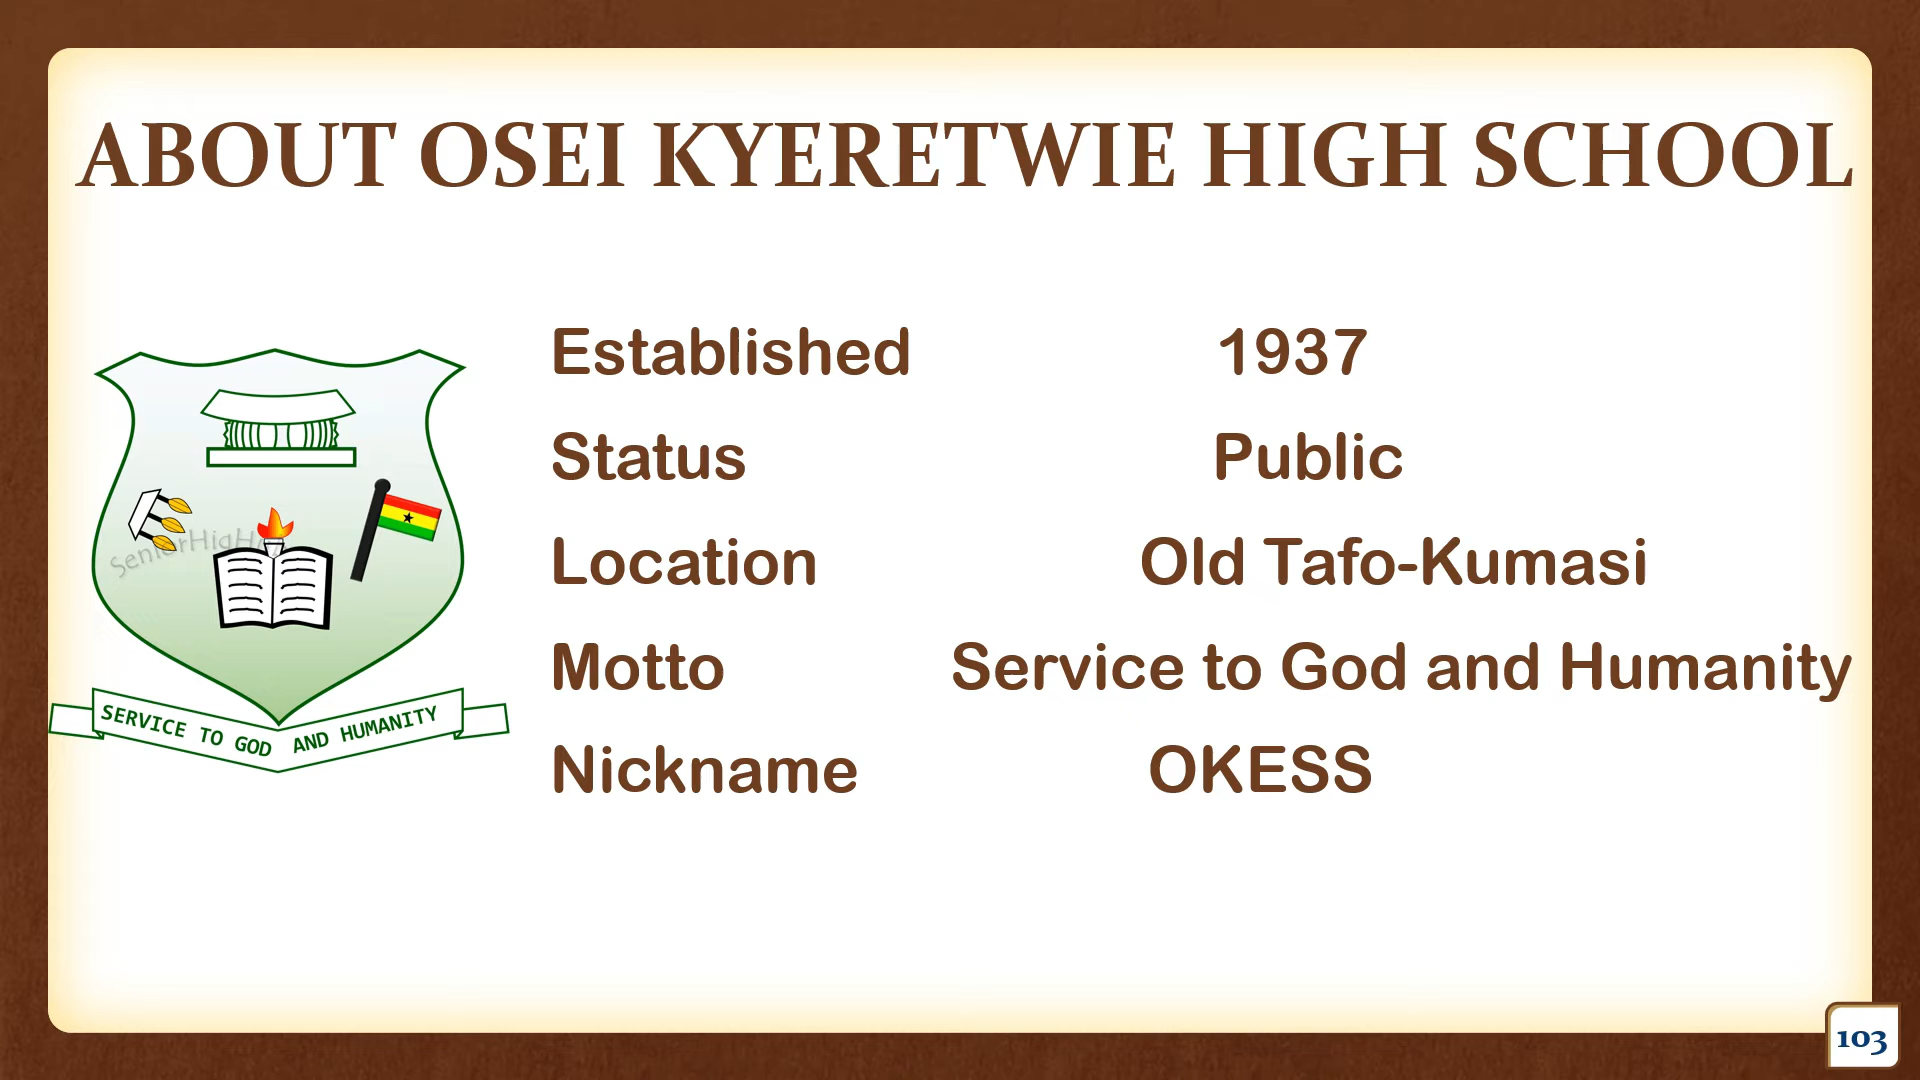 ABOUT OSEI KYERETWIE HIGH SCHOOL
Established 1937
Status Public
Location Old Tafo-Kumasi
Motto Service to God and Humanity
Nickname OKESS
SERVICE TO GOD AND HUMANITY
103